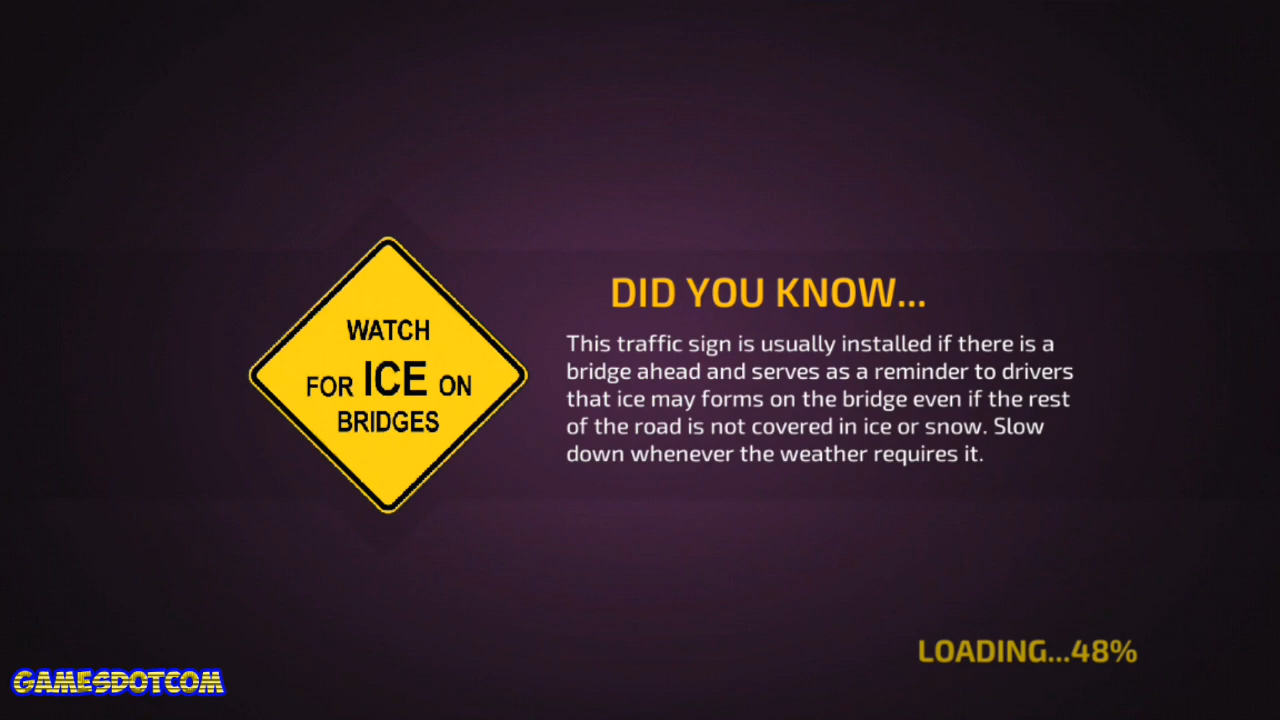 WATCH
FOR ICE ON
BRIDGES
DID YOU KNOW...
This traffic sign is usually installed if there is a
bridge ahead and serves as a reminder to drivers
that ice may forms on the bridge even if the rest
of the road is not covered in ice or snow. Slow
down whenever the weather requires it.
LOADING...48%
GAMESDOTCOM